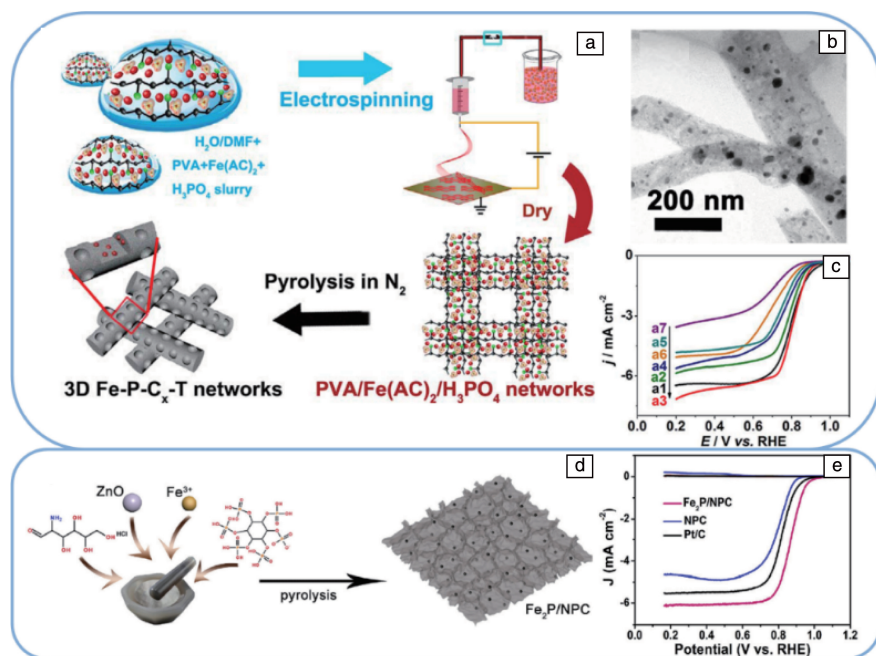 a
Electrospinning
H₂O/DMF+
PVA+Fe(AC)₂+
H₃PO₄ slurry
Dry
Pyrolysis in N₂
3D Fe-P-Cₓ-T networks
PVA/Fe(AC)₂/H₃PO₄ networks
b
200 nm
c
j / mA cm⁻²
-3
-6
a7
a5
a6
a4
a2
a1
a3
0.0 0.2 0.4 0.6 0.8 1.0
E / V vs. RHE
d
ZnO
Fe³⁺
NH₂
OH
OH
O
OH
OH
OH
HCl
pyrolysis
Fe₂P/NPC
e
J (mA cm⁻²)
0
-2
-4
-6
Fe₂P/NPC
NPC
Pt/C
0.0 0.2 0.4 0.6 0.8 1.0 1.2
Potential (V vs. RHE)